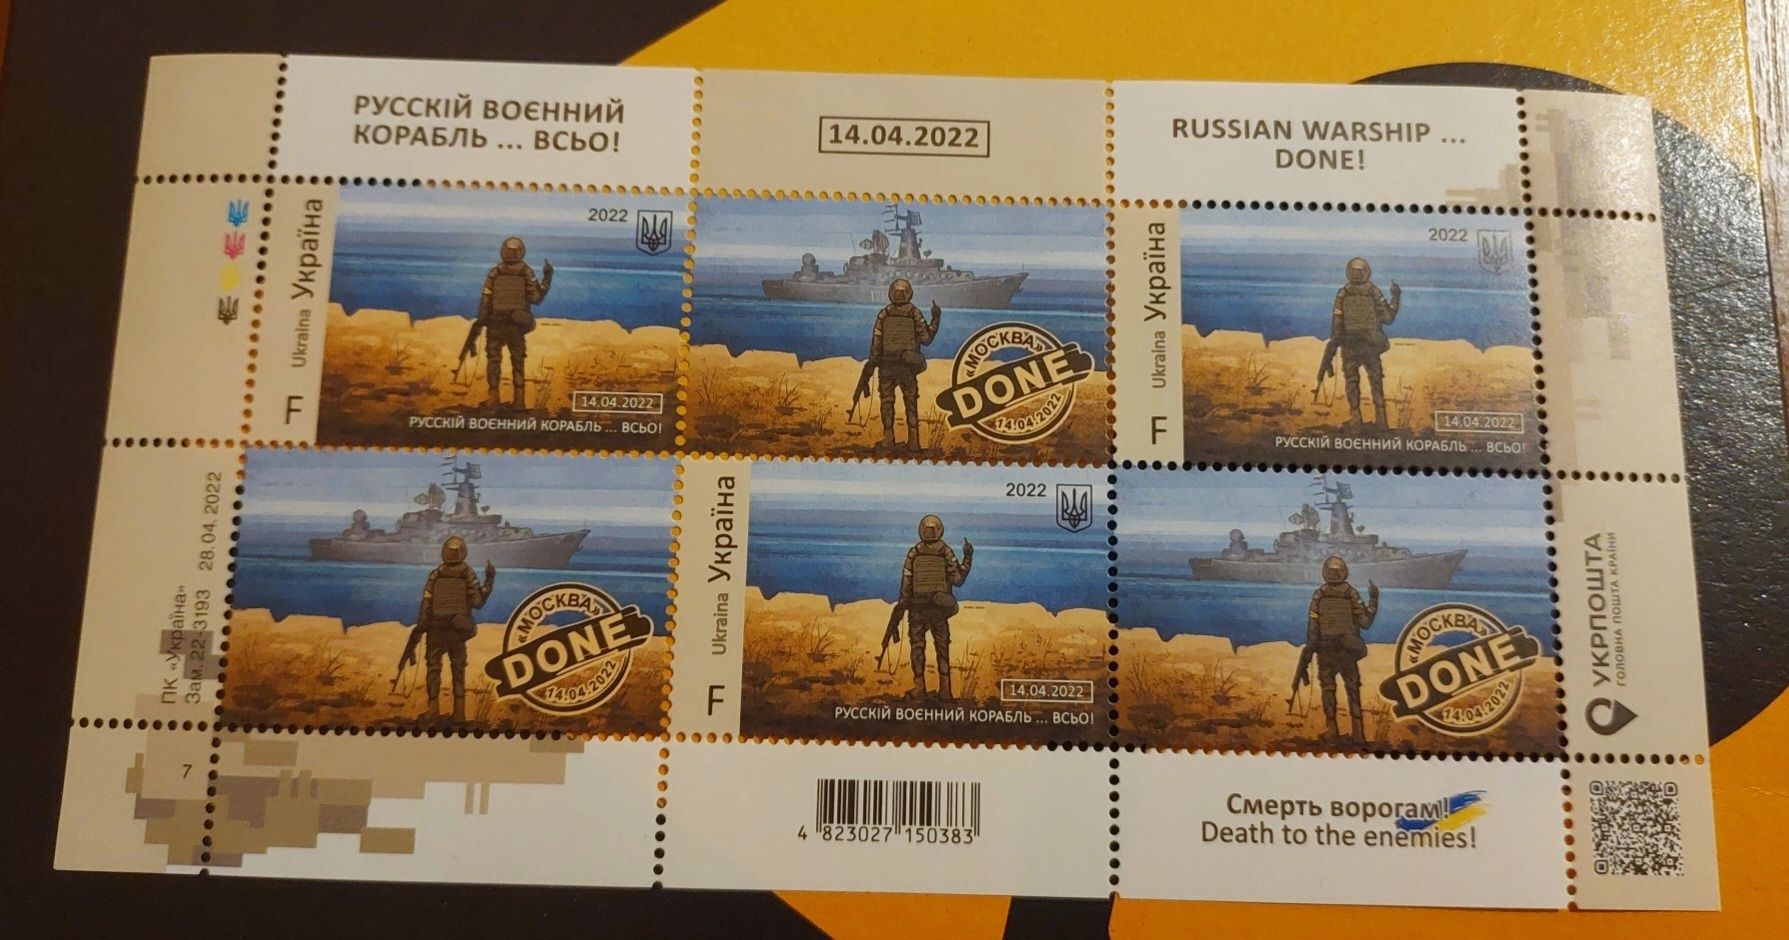 РУССКІЙ ВОЄННИЙ
КОРАБЛЬ ... ВСЬО!
14.04.2022
RUSSIAN WARSHIP ...
DONE!
Ukraina Україна
F
2022
14.04.2022
РУССКІЙ ВОЄННИЙ КОРАБЛЬ ... ВСЬО!
«МОСКВА»
DONE
14.04.2022
Ukraina Україна
F
2022
14.04.2022
РУССКІЙ ВОЄННИЙ КОРАБЛЬ ... ВСЬО!
ПК «Україна»
Зам. 22-3193 28.04.2022
«МОСКВА»
DONE
14.04.2022
Ukraina Україна
F
2022
14.04.2022
РУССКІЙ ВОЄННИЙ КОРАБЛЬ ... ВСЬО!
«МОСКВА»
DONE
14.04.2022
УКРПОШТА
ГОЛОВНА ПОШТА КРАЇНИ
7
4 823027 150383
Смерть ворогам!
Death to the enemies!